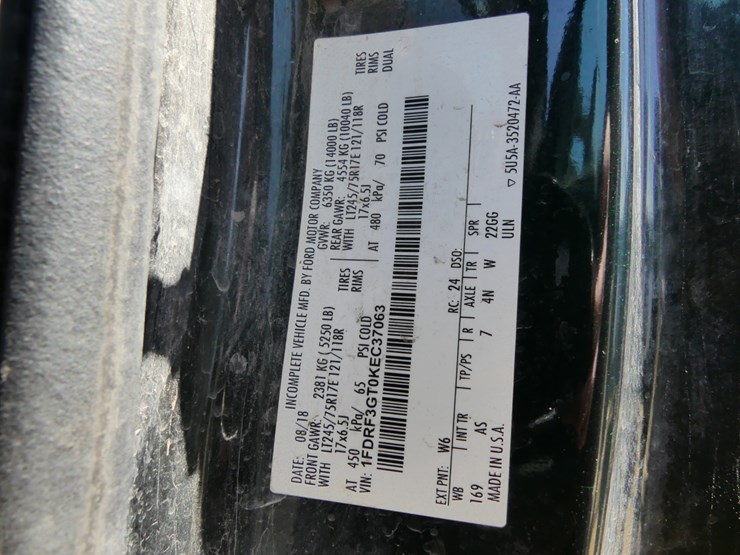 INCOMPLETE VEHICLE MFD. BY FORD MOTOR COMPANY
DATE: 08/18 GVWR: 6350 KG (14000 LB)
FRONT GAWR: 2381 KG ( 5250 LB) REAR GAWR: 4554 KG (10040 LB)
WITH LT245/75R17E 121/118R TIRES WITH LT245/75R17E 121/118R TIRES
17x6.5J RIMS 17x6.5J RIMS
AT 450 kPa/ 65 PSI COLD AT 480 kPa/ 70 PSI COLD DUAL
VIN: 1FDRF3GT0KEC37063
EXT PNT: W6 RC: 24 DSO:
WB INT TR TP/PS R AXLE TR SPR
169 AS 7 4N W 22GG
MADE IN U.S.A. ULN
▽ 5U5A-3520472-AA